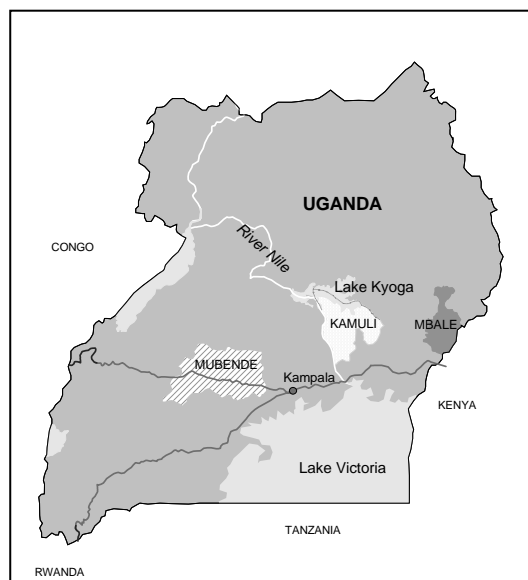 UGANDA
CONGO
River Nile
Lake Kyoga
KAMULI
MBALE
MUBENDE
Kampala
KENYA
Lake Victoria
TANZANIA
RWANDA